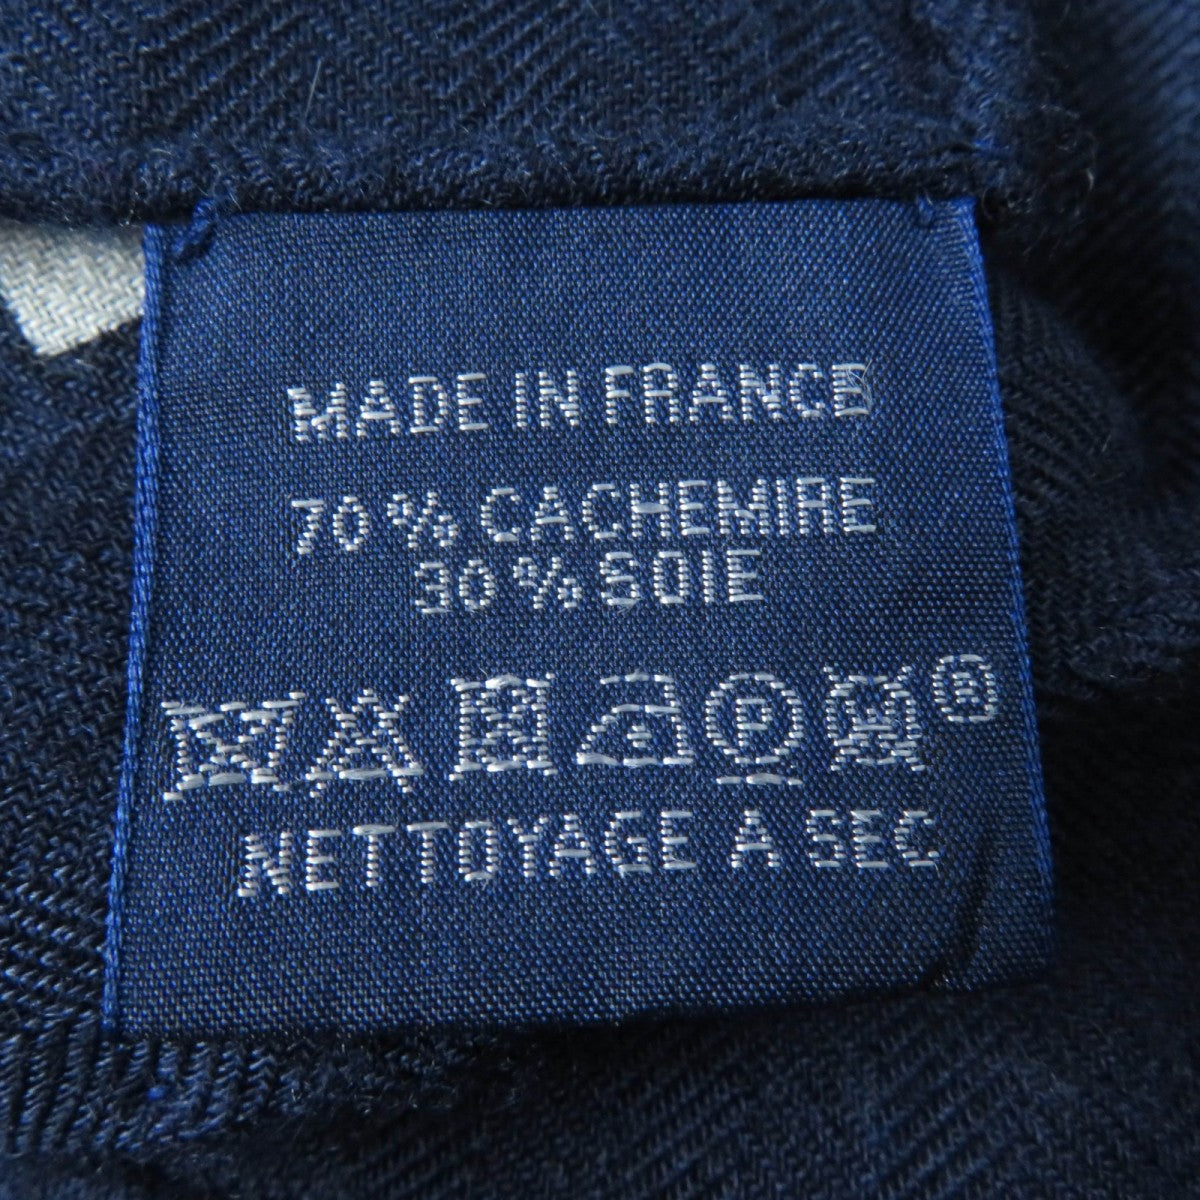 MADE IN FRANCE
70 % CACHEMIRE
30 % SOIE
P ®
NETTOYAGE A SEC